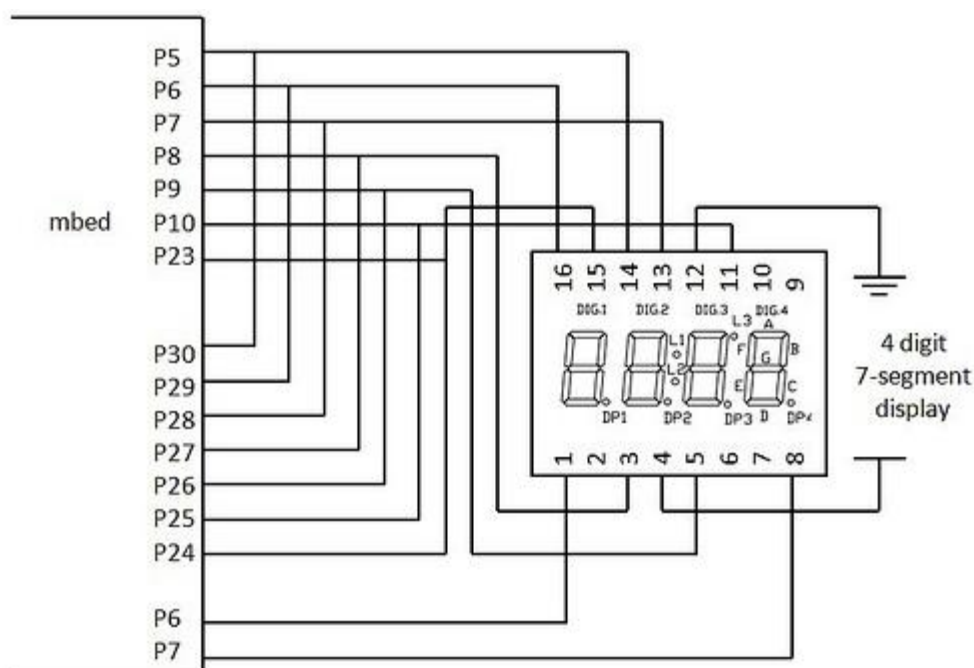 P5
P6
P7
P8
P9
mbed
P10
P23
P30
P29
P28
P27
P26
P25
P24
P6
P7
16 15 14 13 12 11 10 9
DIG.1 DIG.2 DIG.3 DIG.4
L3 A
L1 F B
G
L2
E C
DP1 DP2 DP3 D DP4
1 2 3 4 5 6 7 8
4 digit
7-segment
display